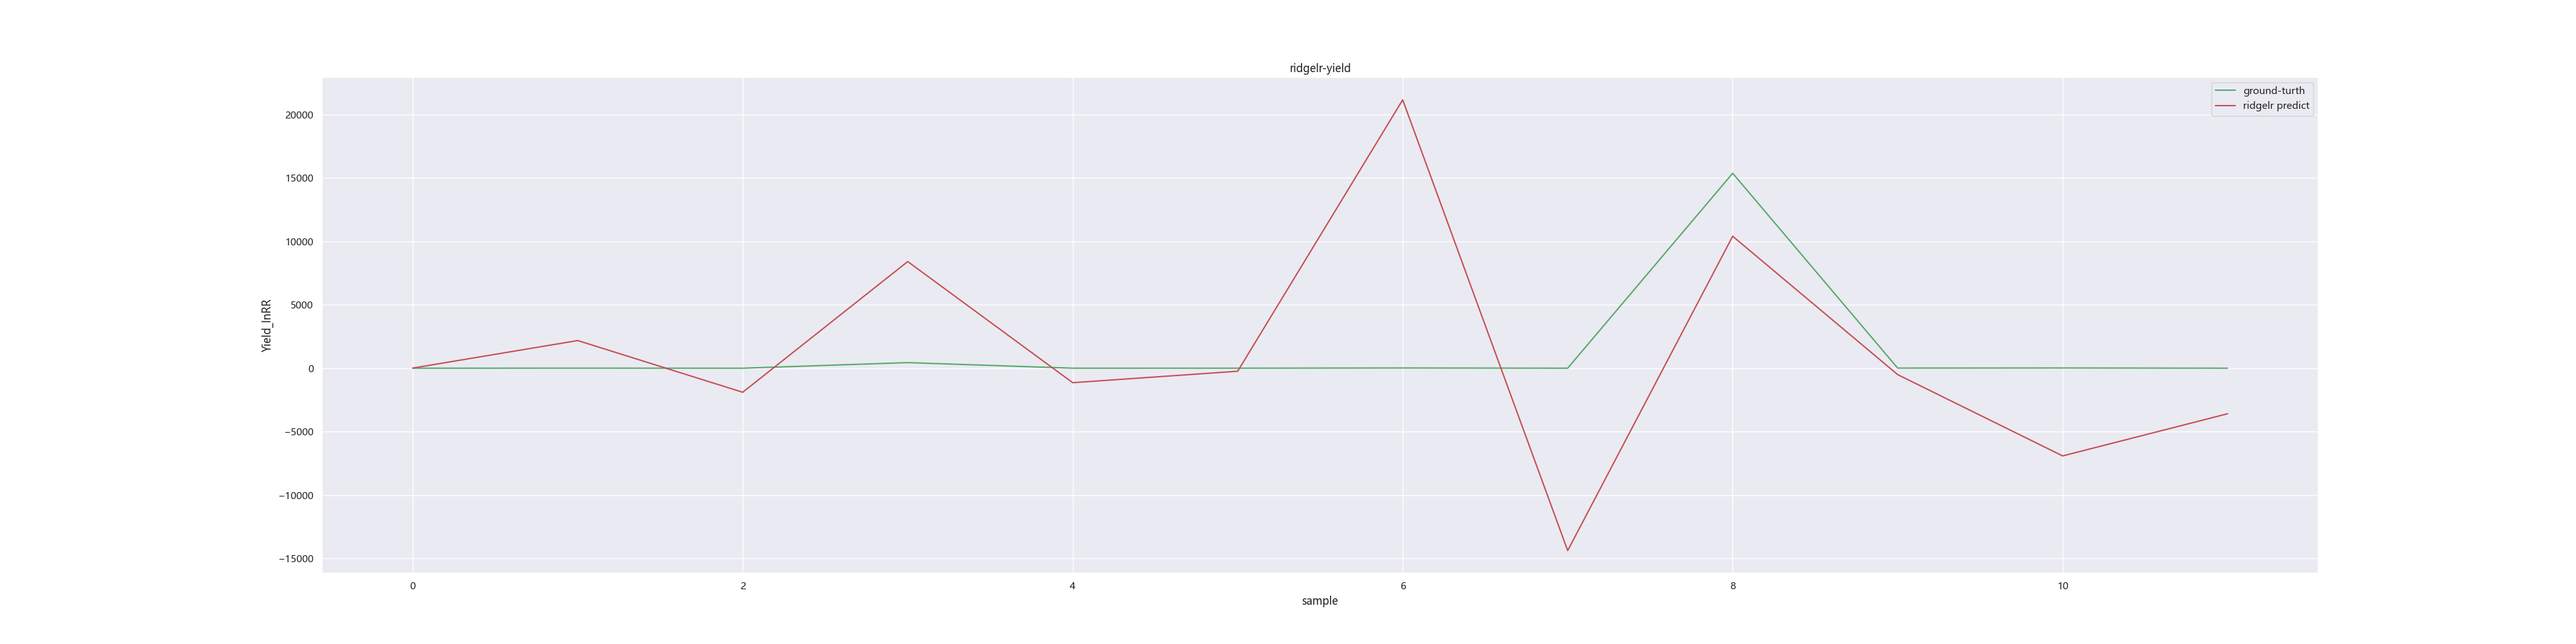 ridgelr-yield
ground-turth
ridgelr predict
20000
15000
10000
5000
0
−5000
−10000
−15000
Yield_lnRR
0 2 4 6 8 10
sample